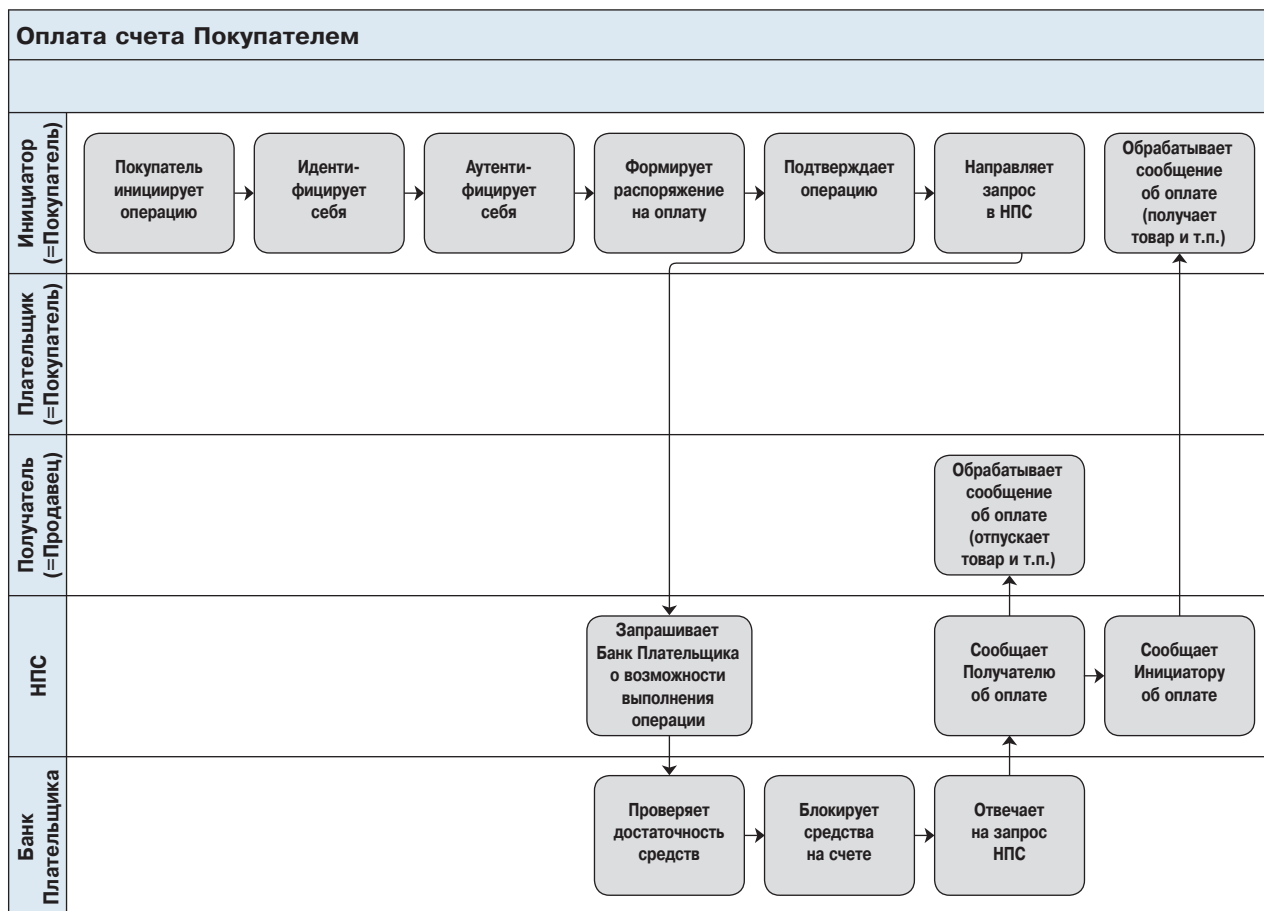 Оплата счета Покупателем
Инициатор
(=Покупатель)
Покупатель
инициирует
операцию
Иденти-
фицирует
себя
Аутенти-
фицирует
себя
Формирует
распоряжение
на оплату
Подтверждает
операцию
Направляет
запрос
в НПС
Обрабатывает
сообщение
об оплате
(получает
товар и т.п.)
Плательщик
(=Покупатель)
Получатель
(=Продавец)
Обрабатывает
сообщение
об оплате
(отпускает
товар и т.п.)
НПС
Запрашивает
Банк Плательщика
о возможности
выполнения
операции
Сообщает
Получателю
об оплате
Сообщает
Инициатору
об оплате
Банк
Плательщика
Проверяет
достаточность
средств
Блокирует
средства
на счете
Отвечает
на запрос
НПС